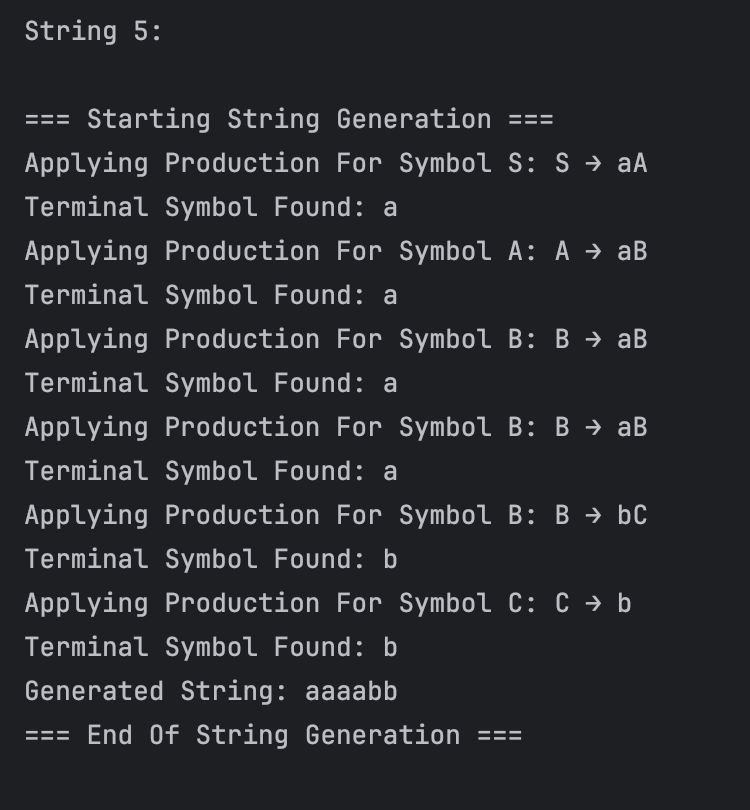 String 5:
=== Starting String Generation ===
Applying Production For Symbol S: S → aA
Terminal Symbol Found: a
Applying Production For Symbol A: A → aB
Terminal Symbol Found: a
Applying Production For Symbol B: B → aB
Terminal Symbol Found: a
Applying Production For Symbol B: B → aB
Terminal Symbol Found: a
Applying Production For Symbol B: B → bC
Terminal Symbol Found: b
Applying Production For Symbol C: C → b
Terminal Symbol Found: b
Generated String: aaaabb
=== End Of String Generation ===